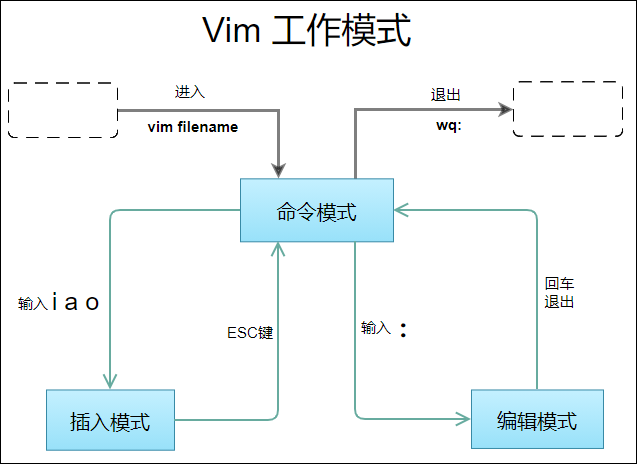 Vim 工作模式
进入
vim filename
退出
wq:
命令模式
输入 i a o
ESC键
输入 :
回车
退出
插入模式
编辑模式